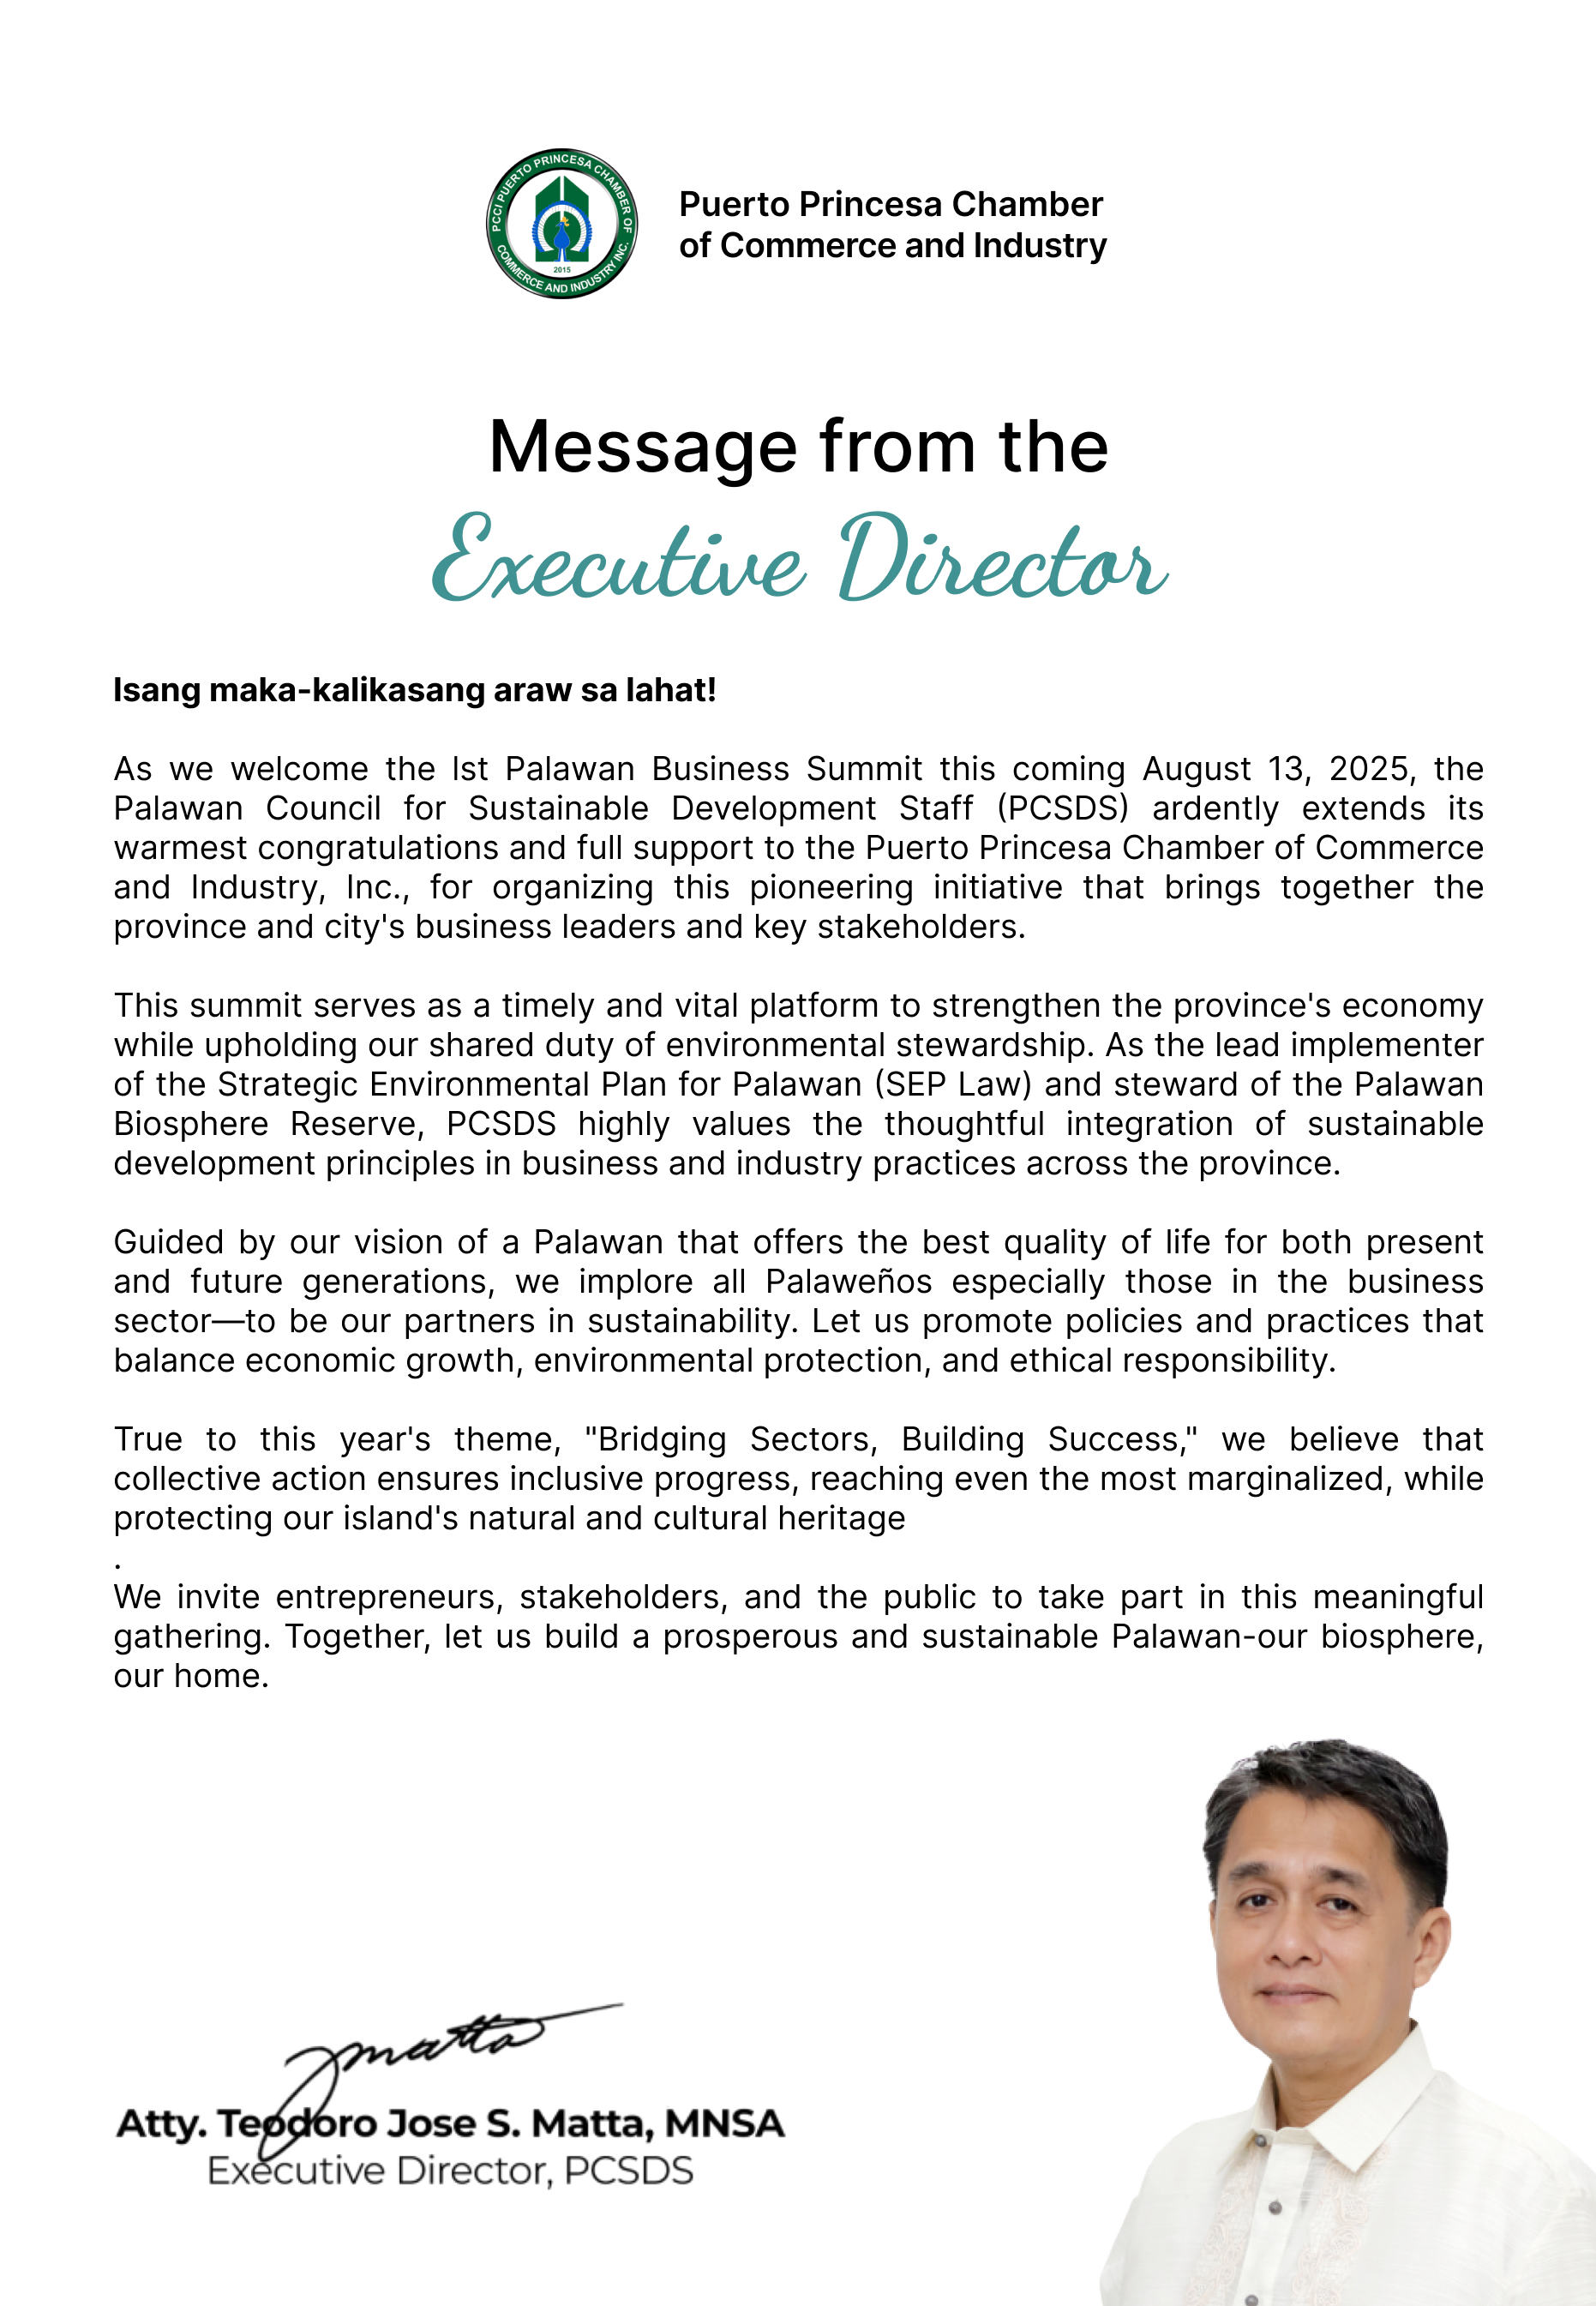 PCCI PUERTO PRINCESA CHAMBER OF
COMMERCE AND INDUSTRY INC.
2015
Puerto Princesa Chamber
of Commerce and Industry
Message from the
Executive Director
Isang maka-kalikasang araw sa lahat!
As we welcome the Ist Palawan Business Summit this coming August 13, 2025, the
Palawan Council for Sustainable Development Staff (PCSDS) ardently extends its
warmest congratulations and full support to the Puerto Princesa Chamber of Commerce
and Industry, Inc., for organizing this pioneering initiative that brings together the
province and city's business leaders and key stakeholders.
This summit serves as a timely and vital platform to strengthen the province's economy
while upholding our shared duty of environmental stewardship. As the lead implementer
of the Strategic Environmental Plan for Palawan (SEP Law) and steward of the Palawan
Biosphere Reserve, PCSDS highly values the thoughtful integration of sustainable
development principles in business and industry practices across the province.
Guided by our vision of a Palawan that offers the best quality of life for both present
and future generations, we implore all Palaweños especially those in the business
sector—to be our partners in sustainability. Let us promote policies and practices that
balance economic growth, environmental protection, and ethical responsibility.
True to this year's theme, "Bridging Sectors, Building Success," we believe that
collective action ensures inclusive progress, reaching even the most marginalized, while
protecting our island's natural and cultural heritage
.
We invite entrepreneurs, stakeholders, and the public to take part in this meaningful
gathering. Together, let us build a prosperous and sustainable Palawan-our biosphere,
our home.
Atty. Teodoro Jose S. Matta, MNSA
Executive Director, PCSDS